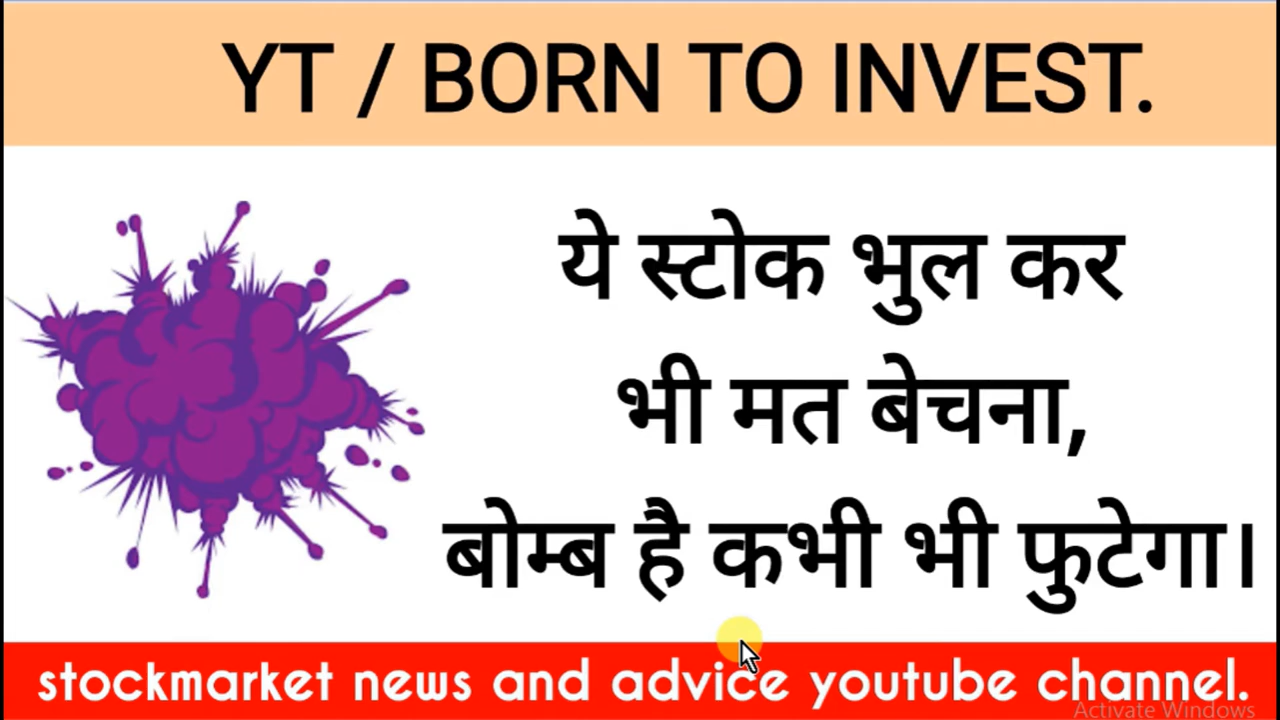 YT / BORN TO INVEST.
ये स्टोक भुल कर
भी मत बेचना,
बोम्ब है कभी भी फुटेगा।
stockmarket news and advice youtube channel.
Activate Windows